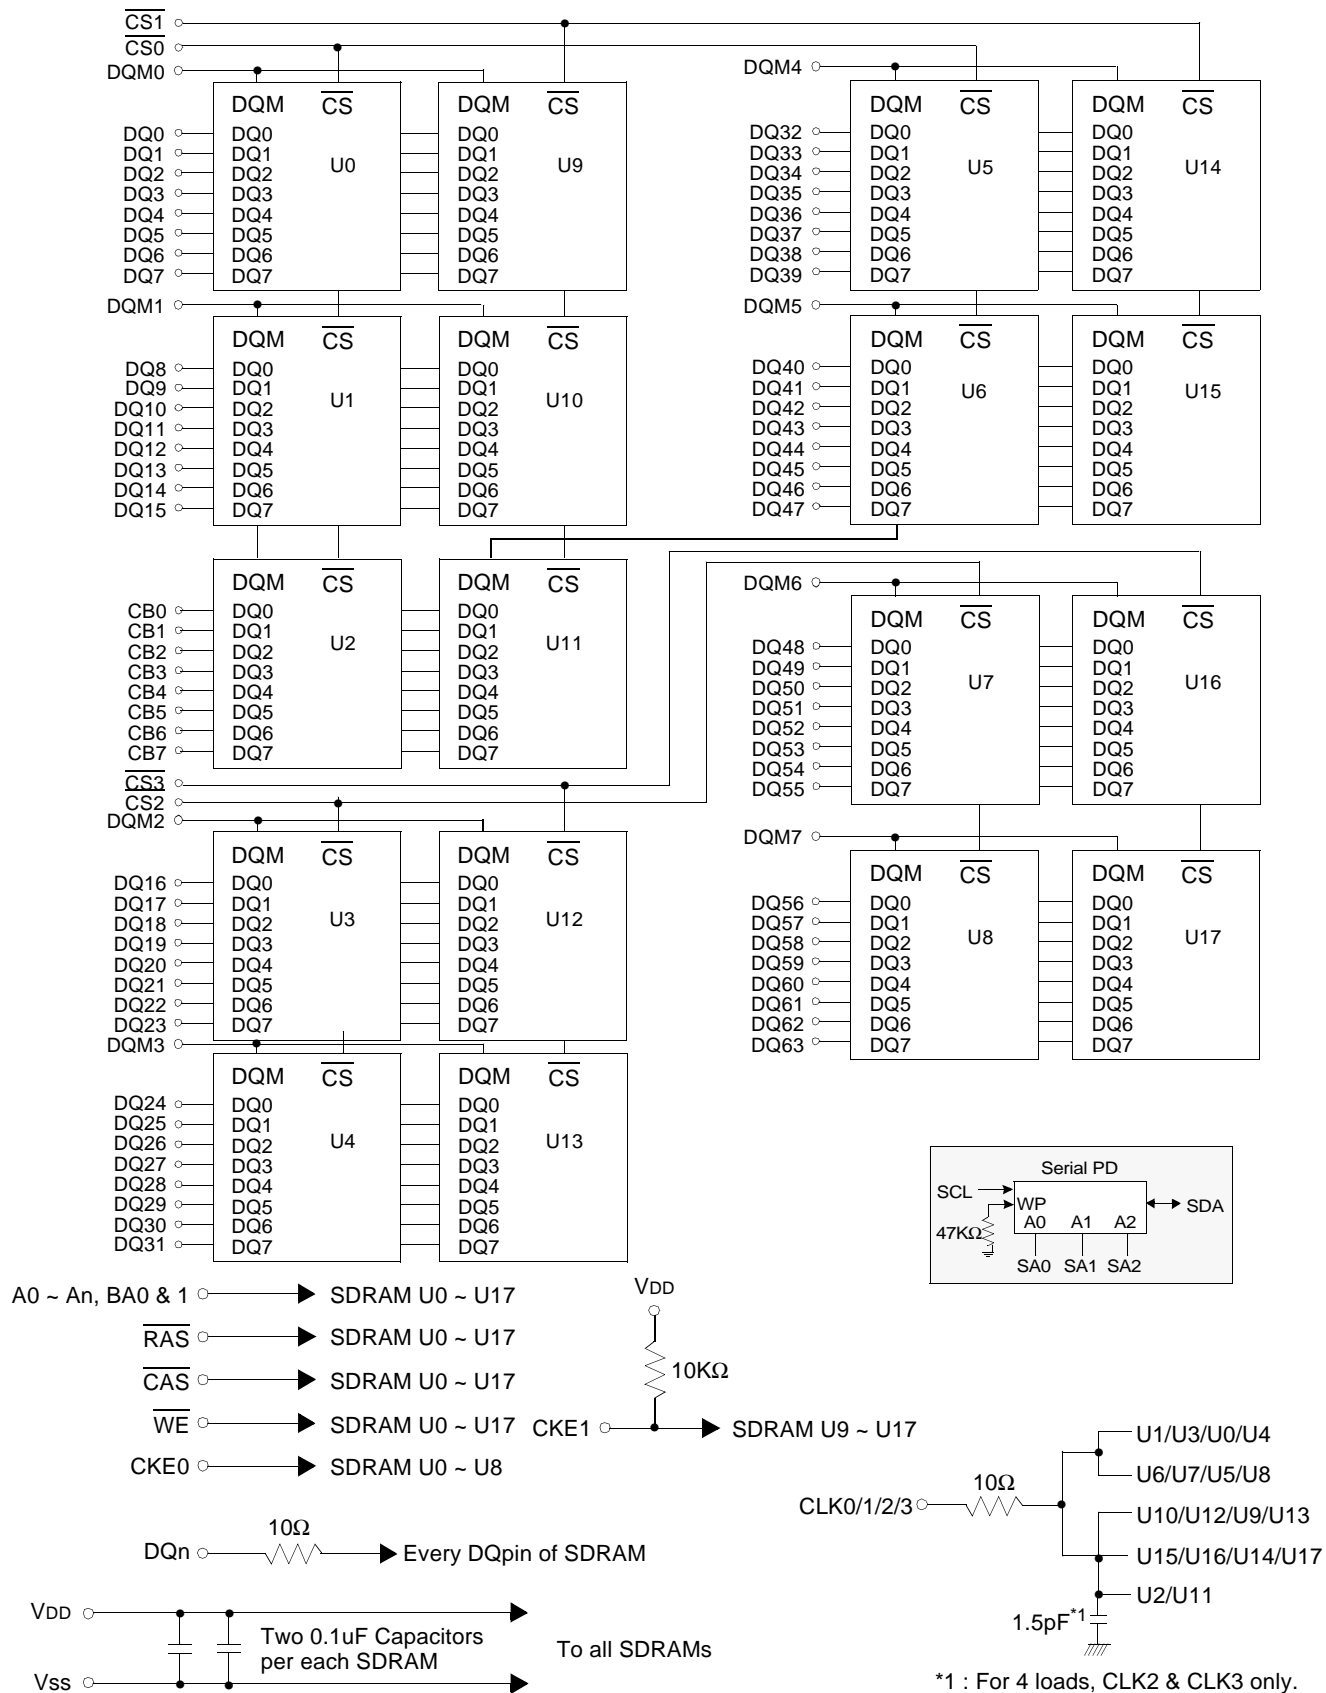 CS1
CS0
DQM0
DQM CS
DQ0 DQ0
DQ1 DQ1
DQ2 DQ2
DQ3 DQ3
DQ4 DQ4
DQ5 DQ5
DQ6 DQ6
DQ7 DQ7
U0
DQM CS
DQ0
DQ1
DQ2
DQ3
DQ4
DQ5
DQ6
DQ7
U9
DQM1
DQM CS
DQ8 DQ0
DQ9 DQ1
DQ10 DQ2
DQ11 DQ3
DQ12 DQ4
DQ13 DQ5
DQ14 DQ6
DQ15 DQ7
U1
DQM CS
DQ0
DQ1
DQ2
DQ3
DQ4
DQ5
DQ6
DQ7
U10
DQM CS
CB0 DQ0
CB1 DQ1
CB2 DQ2
CB3 DQ3
CB4 DQ4
CB5 DQ5
CB6 DQ6
CB7 DQ7
U2
DQM CS
DQ0
DQ1
DQ2
DQ3
DQ4
DQ5
DQ6
DQ7
U11
CS3
CS2
DQM2
DQM CS
DQ16 DQ0
DQ17 DQ1
DQ18 DQ2
DQ19 DQ3
DQ20 DQ4
DQ21 DQ5
DQ22 DQ6
DQ23 DQ7
U3
DQM CS
DQ0
DQ1
DQ2
DQ3
DQ4
DQ5
DQ6
DQ7
U12
DQM3
DQM CS
DQ24 DQ0
DQ25 DQ1
DQ26 DQ2
DQ27 DQ3
DQ28 DQ4
DQ29 DQ5
DQ30 DQ6
DQ31 DQ7
U4
DQM CS
DQ0
DQ1
DQ2
DQ3
DQ4
DQ5
DQ6
DQ7
U13
DQM4
DQM CS
DQ32 DQ0
DQ33 DQ1
DQ34 DQ2
DQ35 DQ3
DQ36 DQ4
DQ37 DQ5
DQ38 DQ6
DQ39 DQ7
U5
DQM CS
DQ0
DQ1
DQ2
DQ3
DQ4
DQ5
DQ6
DQ7
U14
DQM5
DQM CS
DQ40 DQ0
DQ41 DQ1
DQ42 DQ2
DQ43 DQ3
DQ44 DQ4
DQ45 DQ5
DQ46 DQ6
DQ47 DQ7
U6
DQM CS
DQ0
DQ1
DQ2
DQ3
DQ4
DQ5
DQ6
DQ7
U15
DQM6
DQM CS
DQ48 DQ0
DQ49 DQ1
DQ50 DQ2
DQ51 DQ3
DQ52 DQ4
DQ53 DQ5
DQ54 DQ6
DQ55 DQ7
U7
DQM CS
DQ0
DQ1
DQ2
DQ3
DQ4
DQ5
DQ6
DQ7
U16
DQM7
DQM CS
DQ56 DQ0
DQ57 DQ1
DQ58 DQ2
DQ59 DQ3
DQ60 DQ4
DQ61 DQ5
DQ62 DQ6
DQ63 DQ7
U8
DQM CS
DQ0
DQ1
DQ2
DQ3
DQ4
DQ5
DQ6
DQ7
U17
Serial PD
SCL
WP
SDA
47KΩ
A0 A1 A2
SA0 SA1 SA2
A0 ~ An, BA0 & 1 SDRAM U0 ~ U17
RAS SDRAM U0 ~ U17
CAS SDRAM U0 ~ U17
WE SDRAM U0 ~ U17
CKE0 SDRAM U0 ~ U8
VDD
10KΩ
CKE1 SDRAM U9 ~ U17
10Ω
DQn Every DQpin of SDRAM
VDD
Two 0.1uF Capacitors
per each SDRAM
To all SDRAMs
Vss
CLK0/1/2/3
10Ω
U1/U3/U0/U4
U6/U7/U5/U8
U10/U12/U9/U13
U15/U16/U14/U17
U2/U11
1.5pF*1
*1 : For 4 loads, CLK2 & CLK3 only.